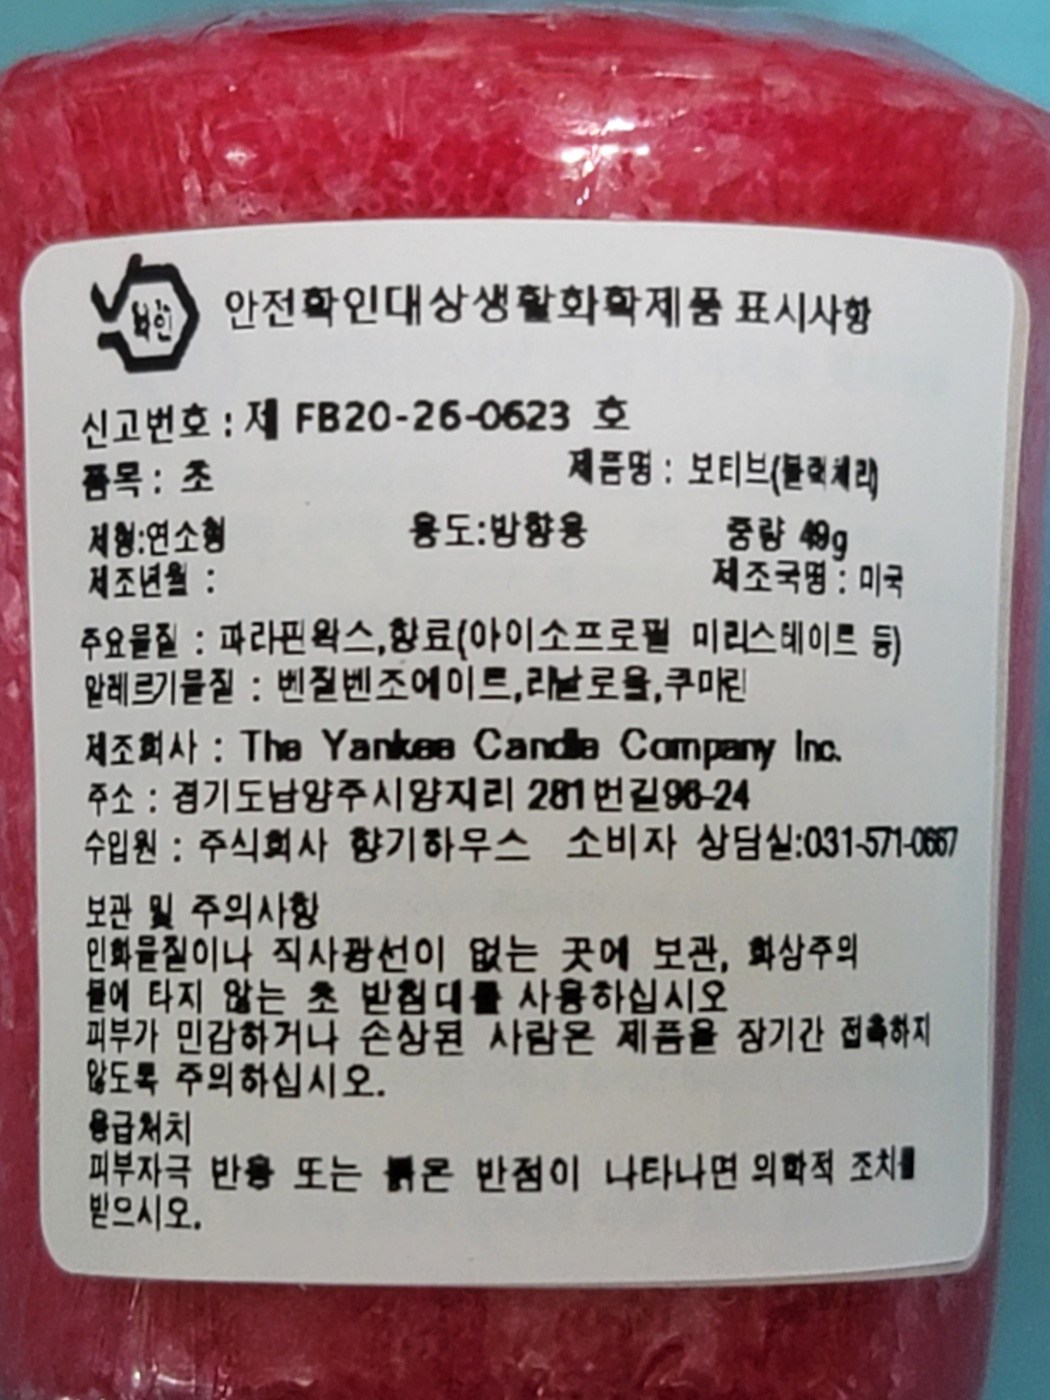 확인 안전확인대상생활화학제품 표시사항
신고번호 : 제 FB20-26-0623 호
품목 : 초 제품명 : 보티브(블랙체리)
제형:연소형 용도:방향용 중량 49g
제조년월 : 제조국명 : 미국
주요물질 : 파라핀왁스,향료(아이소프로필 미리스테이트 등)
알레르기물질 : 벤질벤조에이트,리날로올,쿠마린
제조회사 : The Yankee Candle Company Inc.
주소 : 경기도남양주시양지리 281번길96-24
수입원 : 주식회사 향기하우스 소비자 상담실:031-571-0667
보관 및 주의사항
인화물질이나 직사광선이 없는 곳에 보관, 화상주의
불에 타지 않는 초 받침대를 사용하십시오
피부가 민감하거나 손상된 사람은 제품을 장기간 접촉하지
않도록 주의하십시오.
응급처치
피부자극 반응 또는 붉은 반점이 나타나면 의학적 조치를
받으시오.